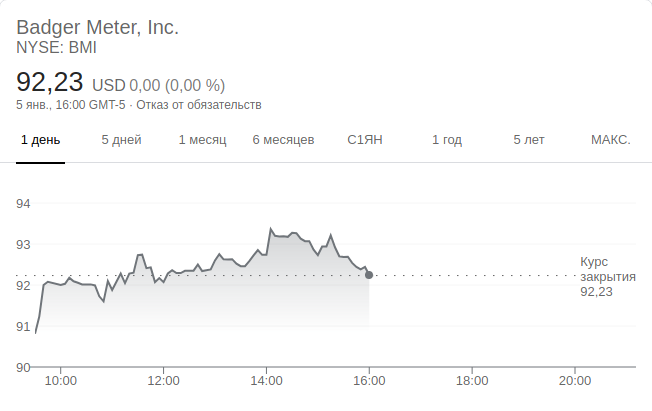 Badger Meter, Inc.
NYSE: BMI
92,23 USD 0,00 (0,00 %)
5 янв., 16:00 GMT-5 · Отказ от обязательств
1 день 5 дней 1 месяц 6 месяцев С1ЯН 1 год 5 лет МАКС.
94
93
Курс
закрытия
92,23
92
91
90
10:00 12:00 14:00 16:00 18:00 20:00